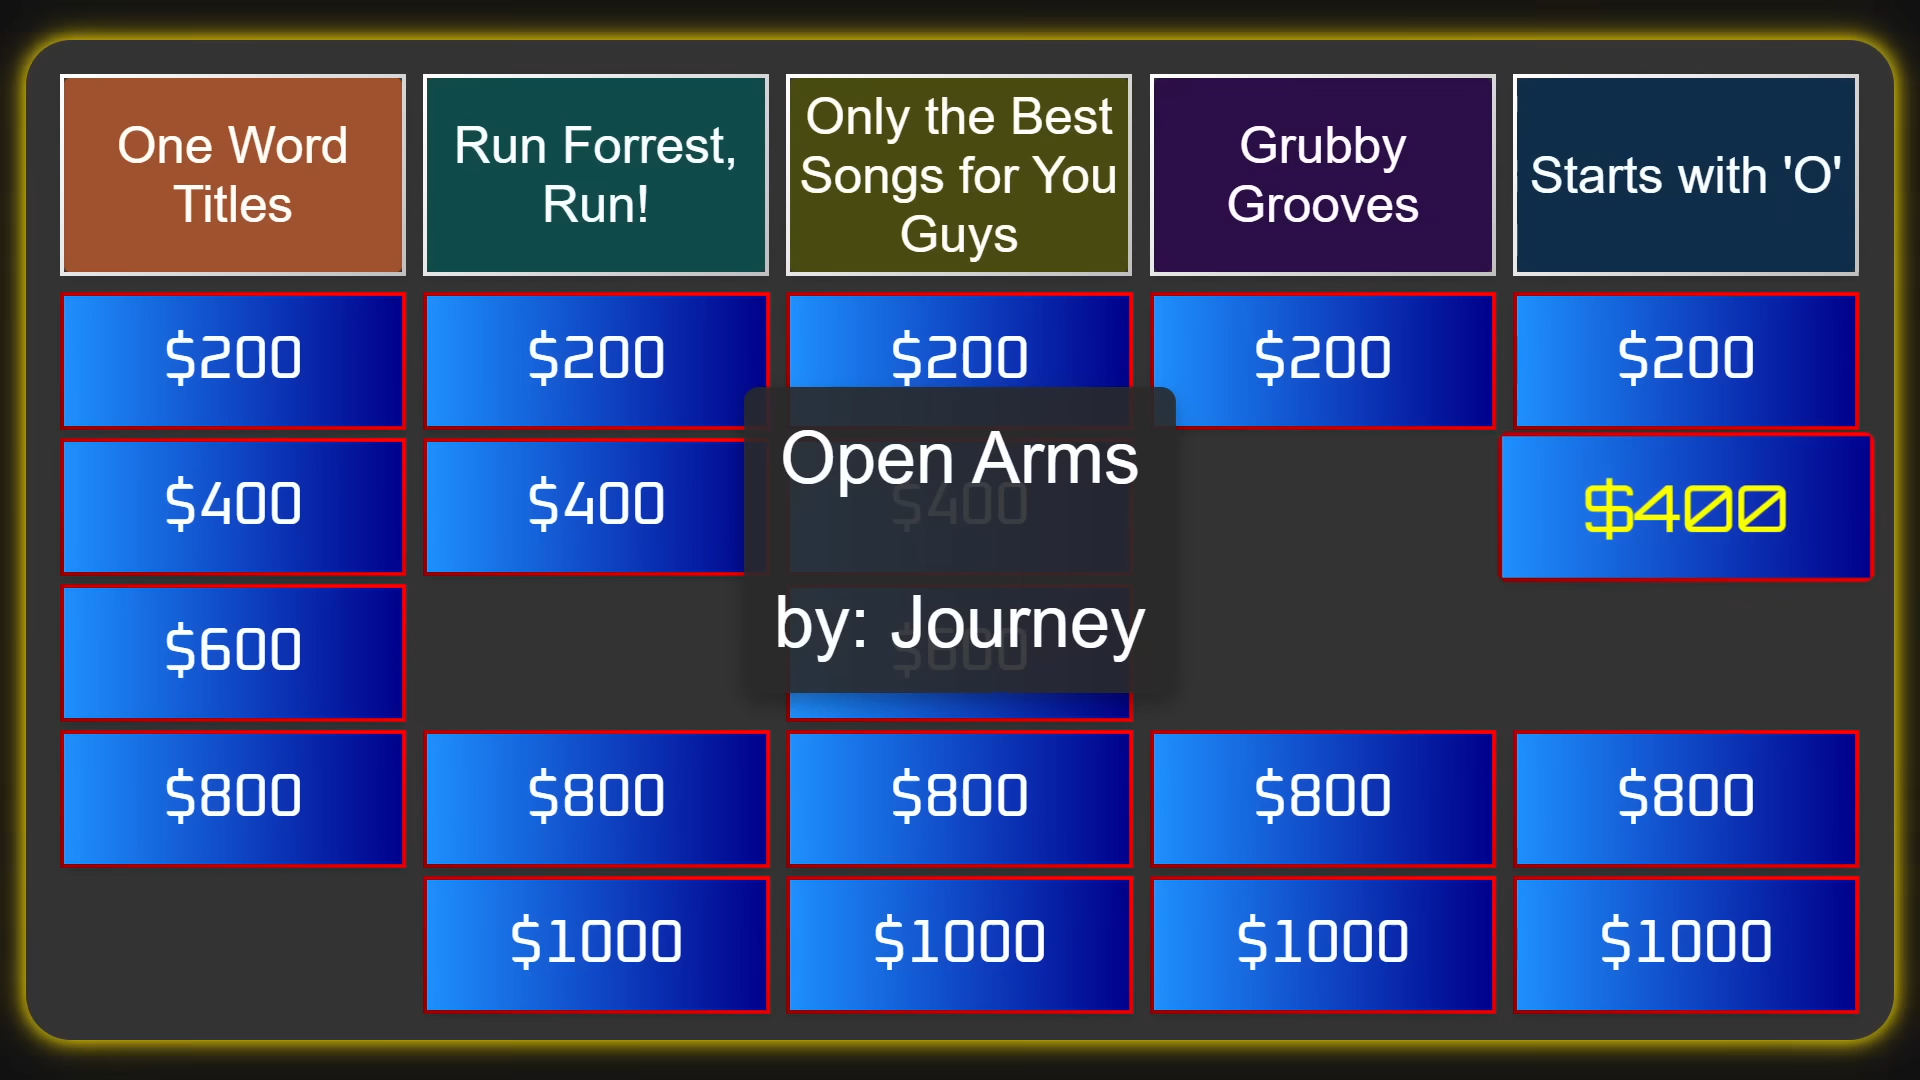 One Word
Titles
Run Forrest,
Run!
Only the Best
Songs for You
Guys
Grubby
Grooves
Starts with 'O'
$200
$200
$200
$200
$200
$400
$400
$400
$400
Open Arms
by: Journey
$600
$600
$800
$800
$800
$800
$800
$1000
$1000
$1000
$1000